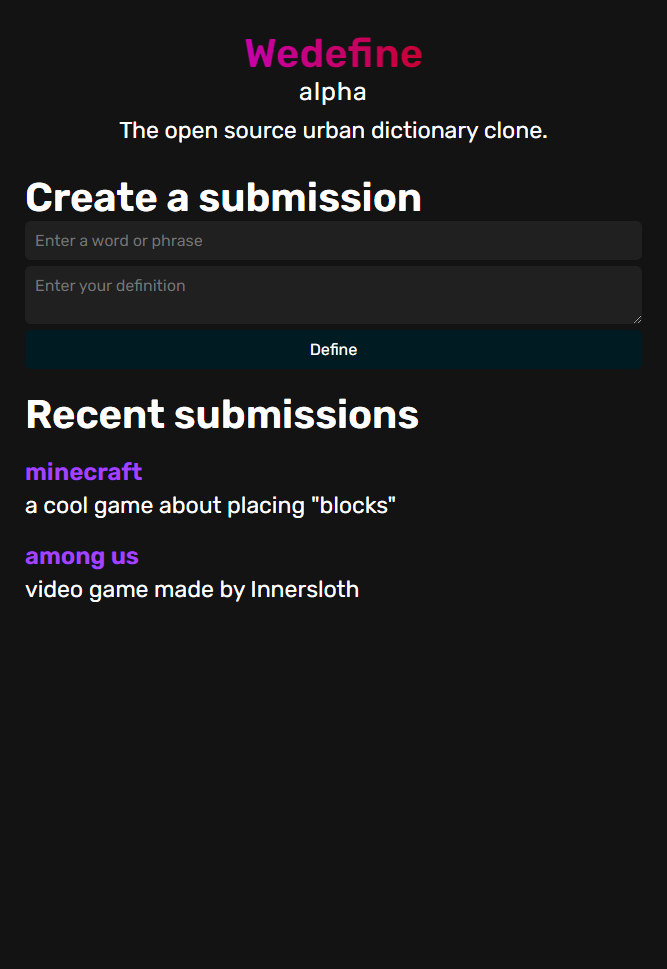 Wedefine
alpha
The open source urban dictionary clone.
Create a submission
Enter a word or phrase
Enter your definition
Define
Recent submissions
minecraft
a cool game about placing "blocks"
among us
video game made by Innersloth